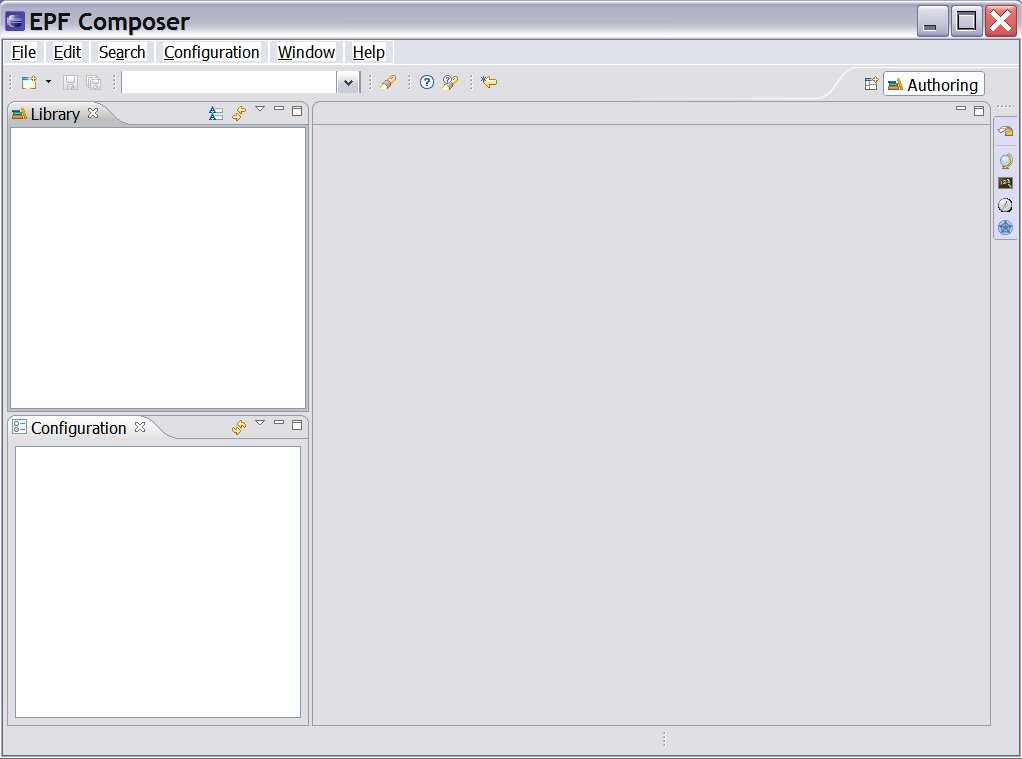 EPF Composer
File Edit Search Configuration Window Help
Authoring
Library
Configuration